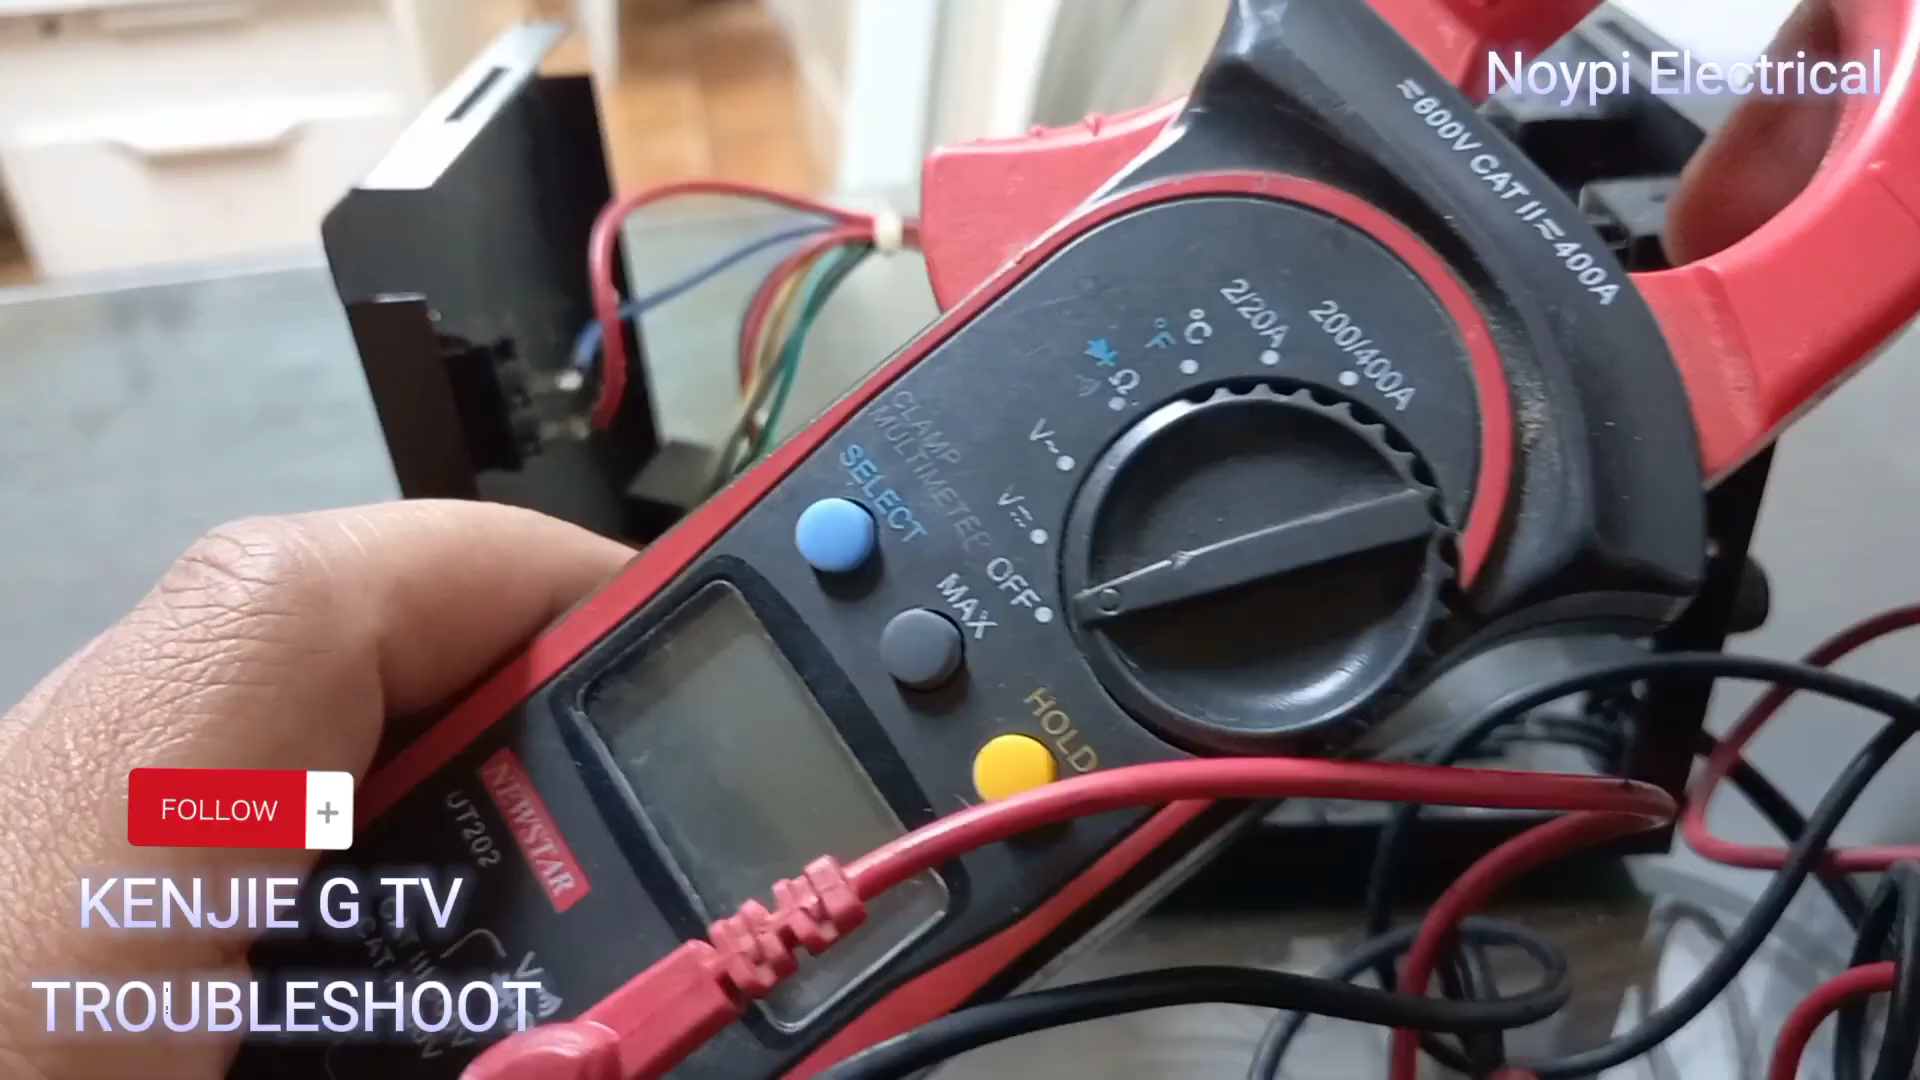 Noypi Electrical
≂600V CAT II≂400A
200/400A
2/20A
°C
°F
Ω
V~
V⎓
OFF
CLAMP
MULTIMETER
SELECT
MAX
HOLD
NEWSTAR
UT202
FOLLOW +
KENJIE G TV
TROUBLESHOOT